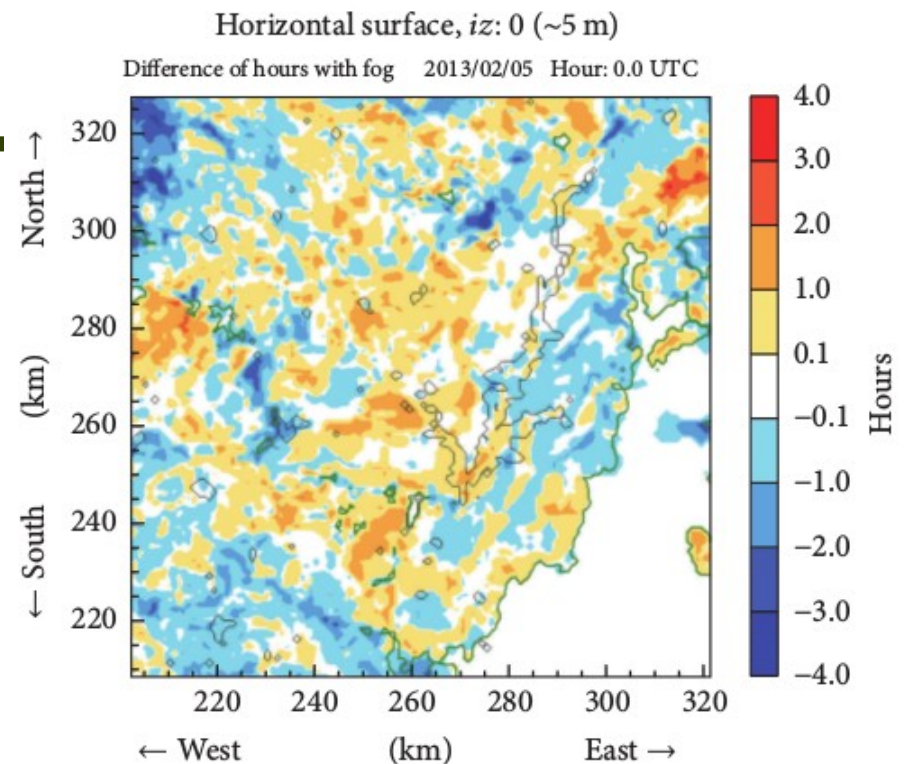 Horizontal surface, iz: 0 (~5 m)
Difference of hours with fog 2013/02/05 Hour: 0.0 UTC
North →
(km)
← South
320
300
280
260
240
220
220 240 260 280 300 320
← West (km) East →
4.0
3.0
2.0
1.0
0.1
−0.1
−1.0
−2.0
−3.0
−4.0
Hours